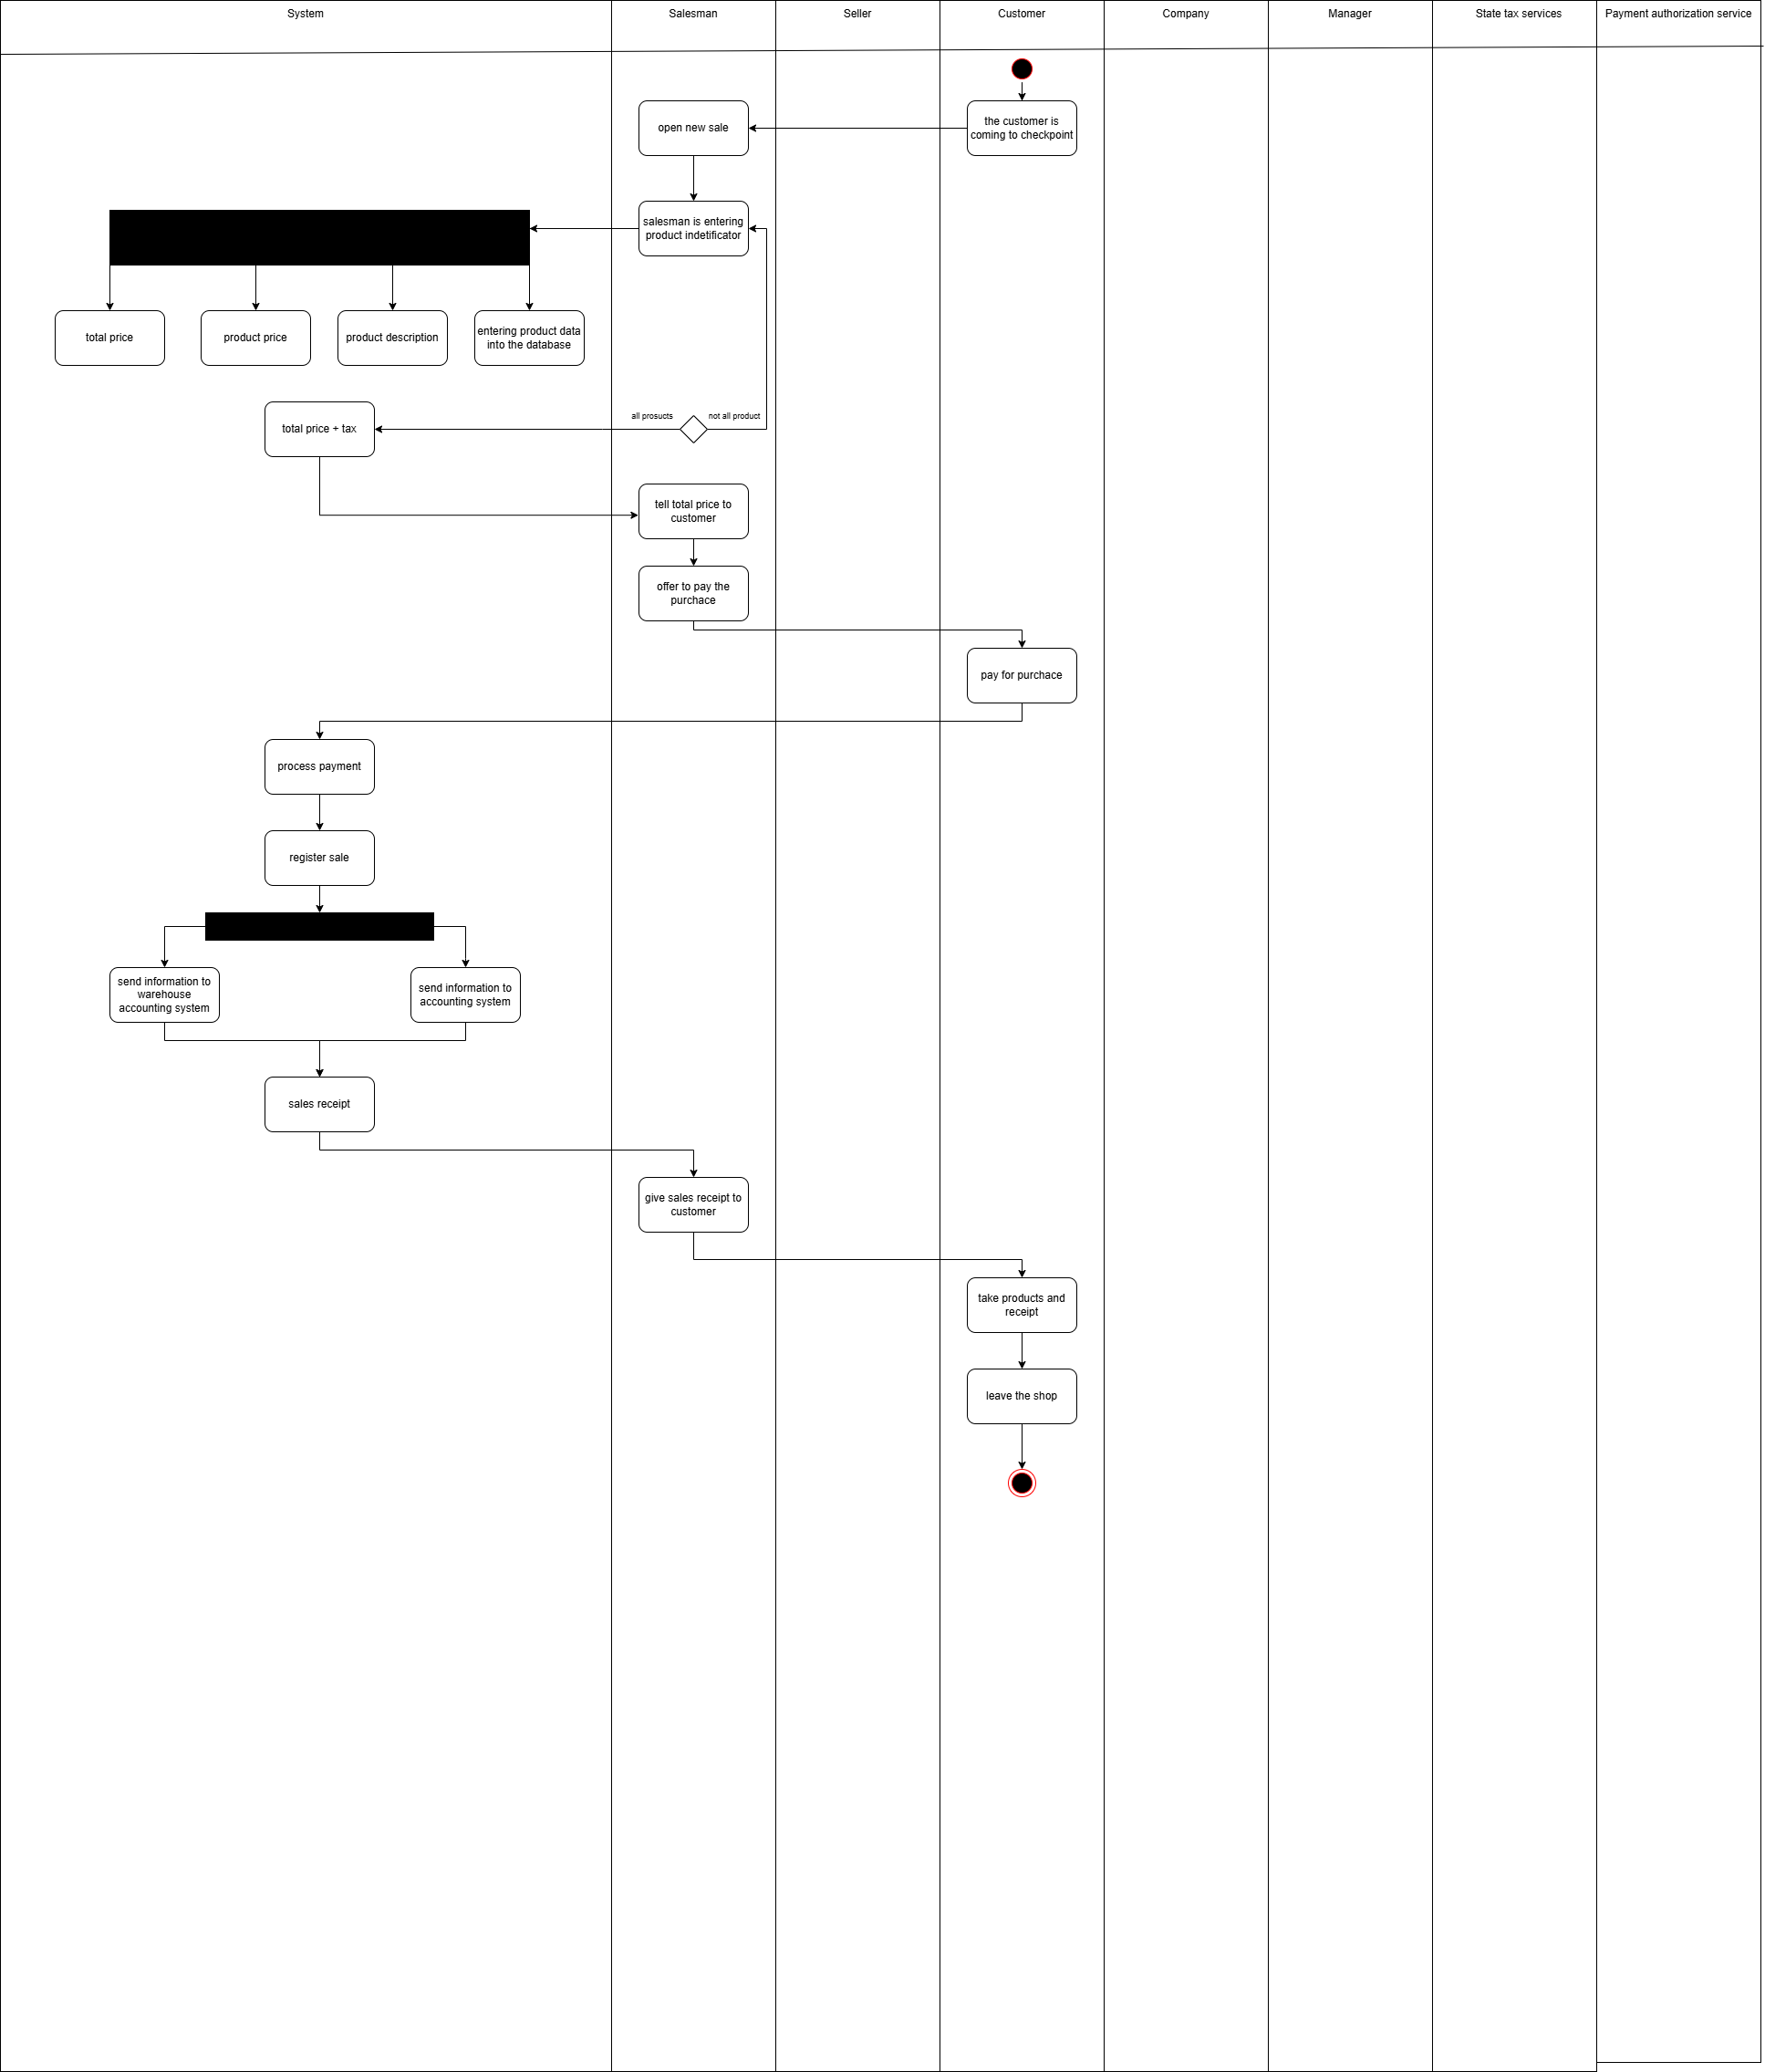 System
Salesman
Seller
Customer
Company
Manager
State tax services
Payment authorization service
the customer is
coming to checkpoint
open new sale
salesman is entering
product indetificator
total price
product price
product description
entering product data
into the database
all prosucts
not all product
total price + tax
tell total price to
customer
offer to pay the
purchace
pay for purchace
process payment
register sale
send information to
warehouse
accounting system
send information to
accounting system
sales receipt
give sales receipt to
customer
take products and
receipt
leave the shop